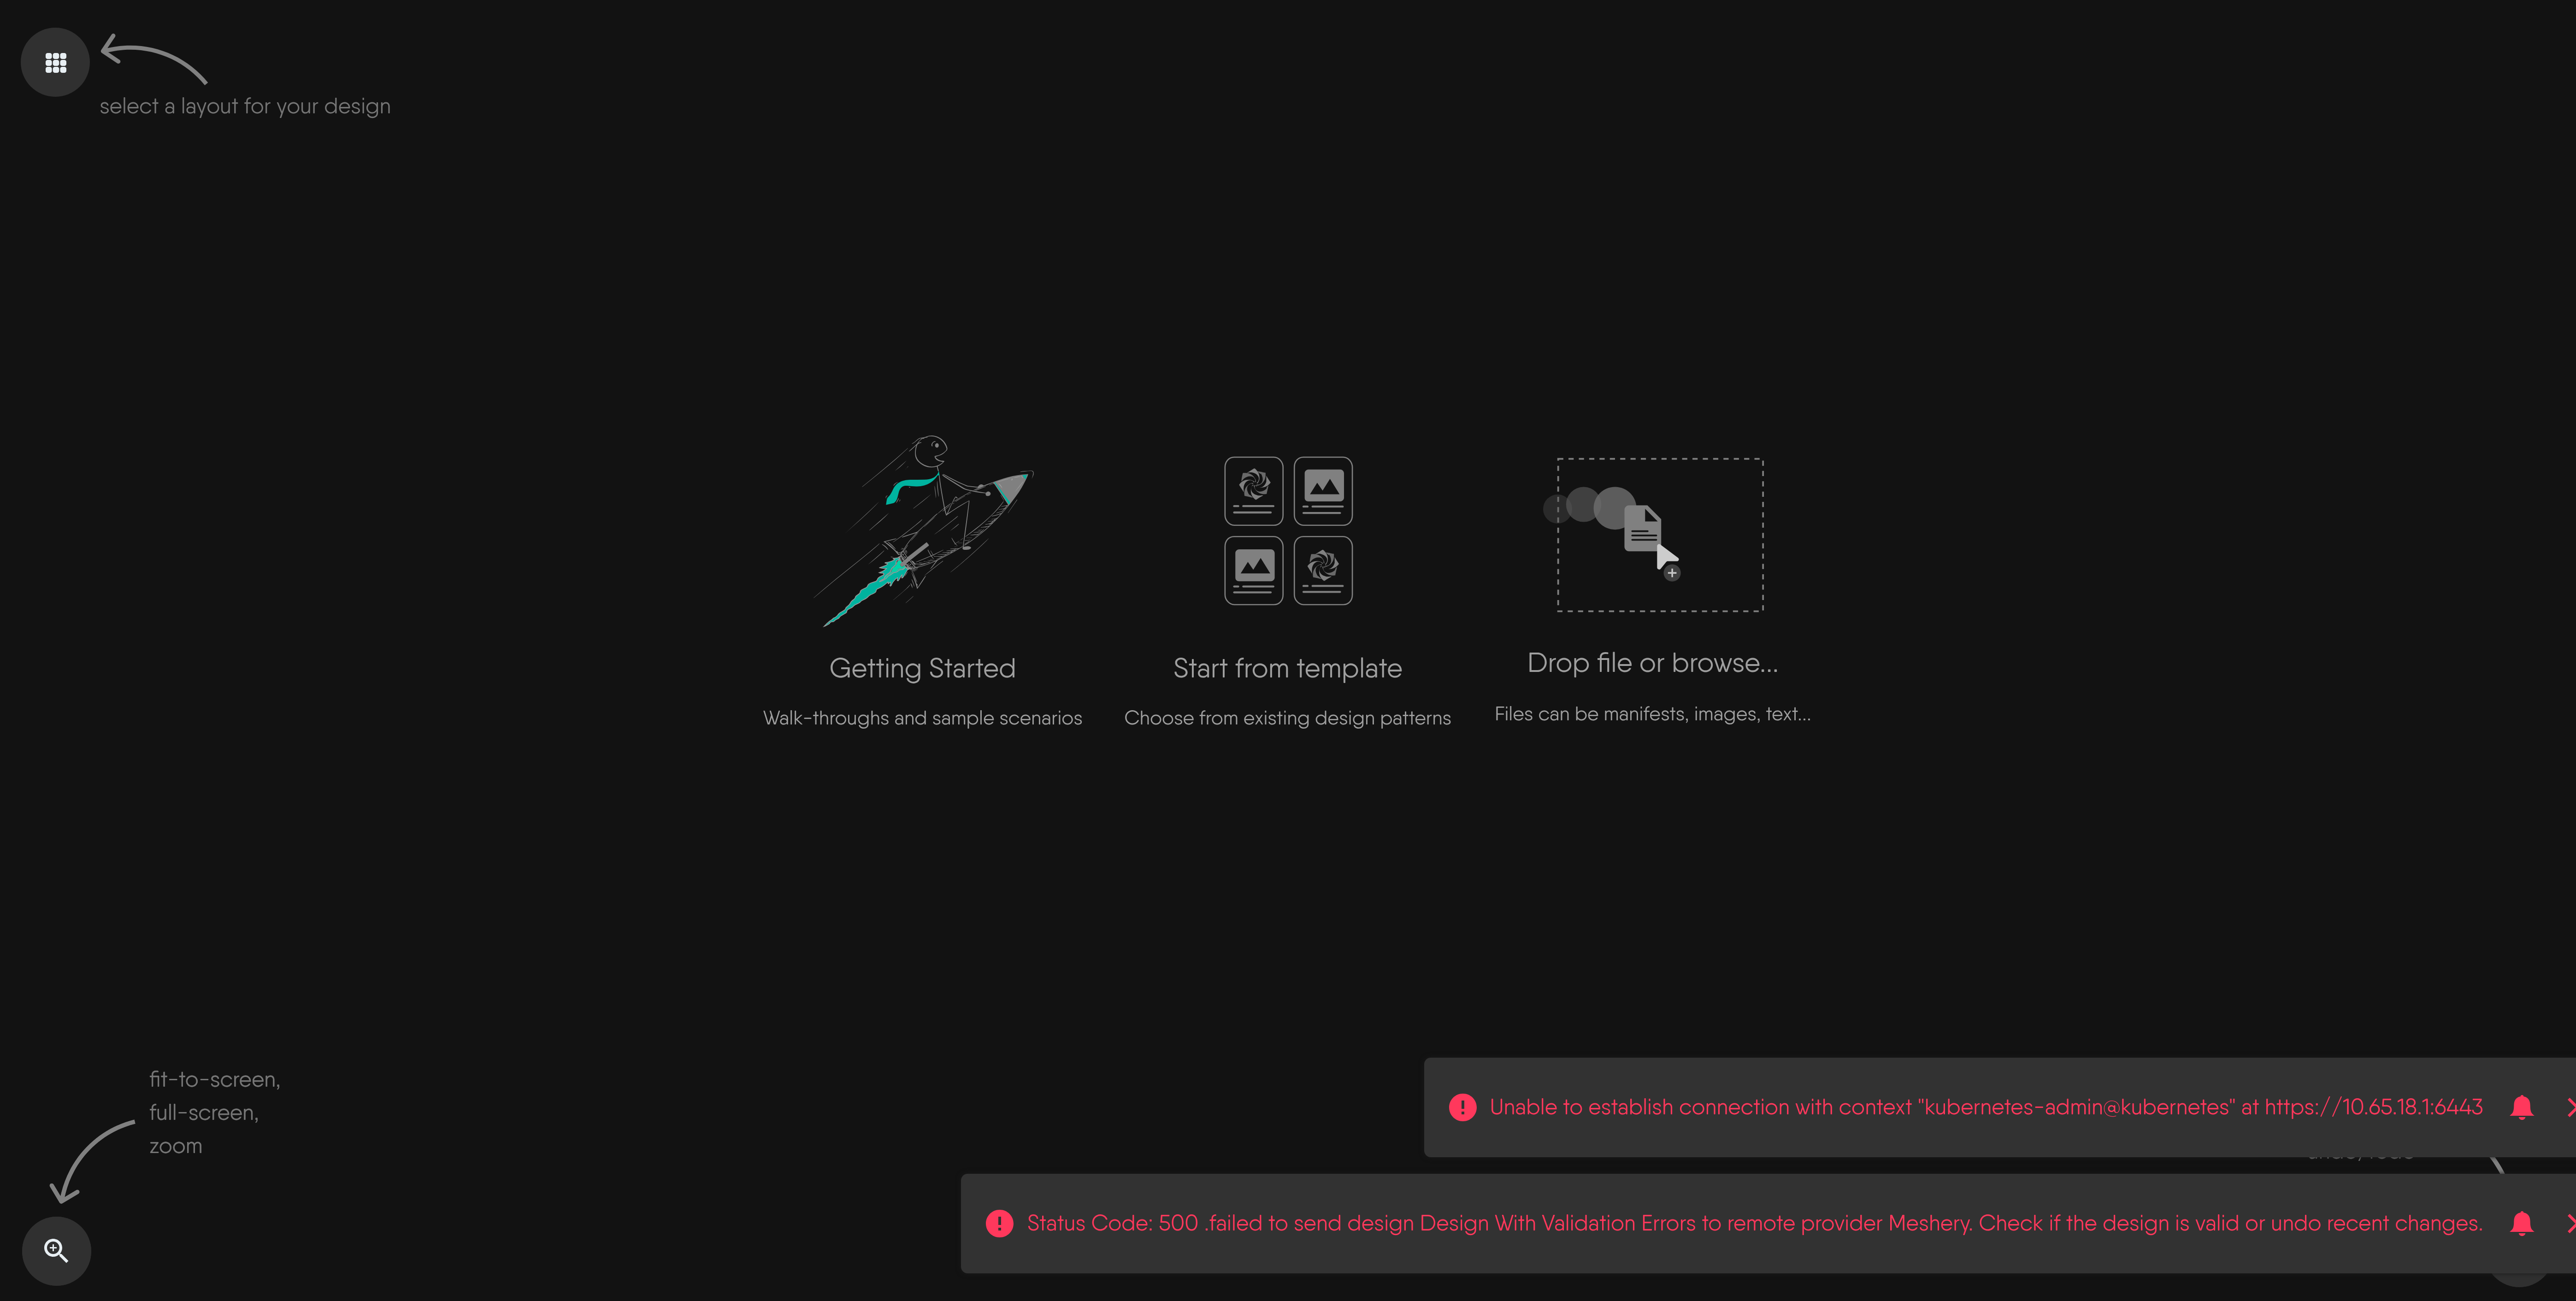 select a layout for your design
Getting Started
Walk-throughs and sample scenarios
Start from template
Choose from existing design patterns
Drop file or browse...
Files can be manifests, images, text...
fit-to-screen,
full-screen,
zoom
Unable to establish connection with context "kubernetes-admin@kubernetes" at https://10.65.18.1:6443
Status Code: 500 .failed to send design Design With Validation Errors to remote provider Meshery. Check if the design is valid or undo recent changes.